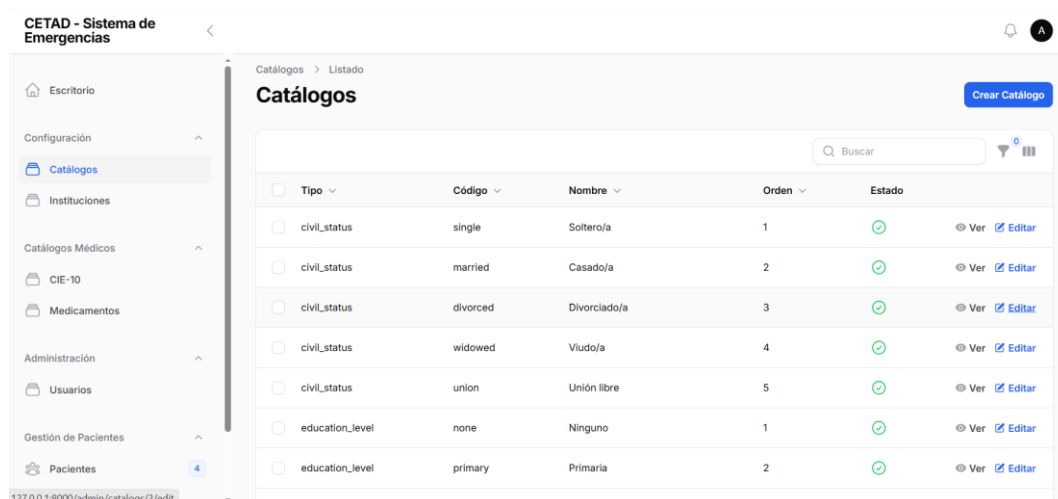 CETAD - Sistema de
Emergencias
A
Escritorio
Configuración
Catálogos
Instituciones
Catálogos Médicos
CIE-10
Medicamentos
Administración
Usuarios
Gestión de Pacientes
Pacientes 4
127.0.0.1:8000/admin/catalogs/3/edit
Catálogos > Listado
Catálogos
Crear Catálogo
Buscar
0
Tipo Código Nombre Orden Estado
civil_status single Soltero/a 1 Ver Editar
civil_status married Casado/a 2 Ver Editar
civil_status divorced Divorciado/a 3 Ver Editar
civil_status widowed Viudo/a 4 Ver Editar
civil_status union Unión libre 5 Ver Editar
education_level none Ninguno 1 Ver Editar
education_level primary Primaria 2 Ver Editar